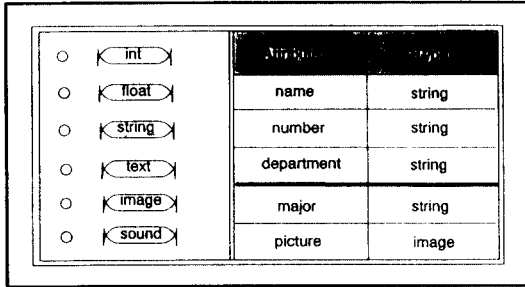 int
float
string
text
image
sound
name string
number string
department string
major string
picture image